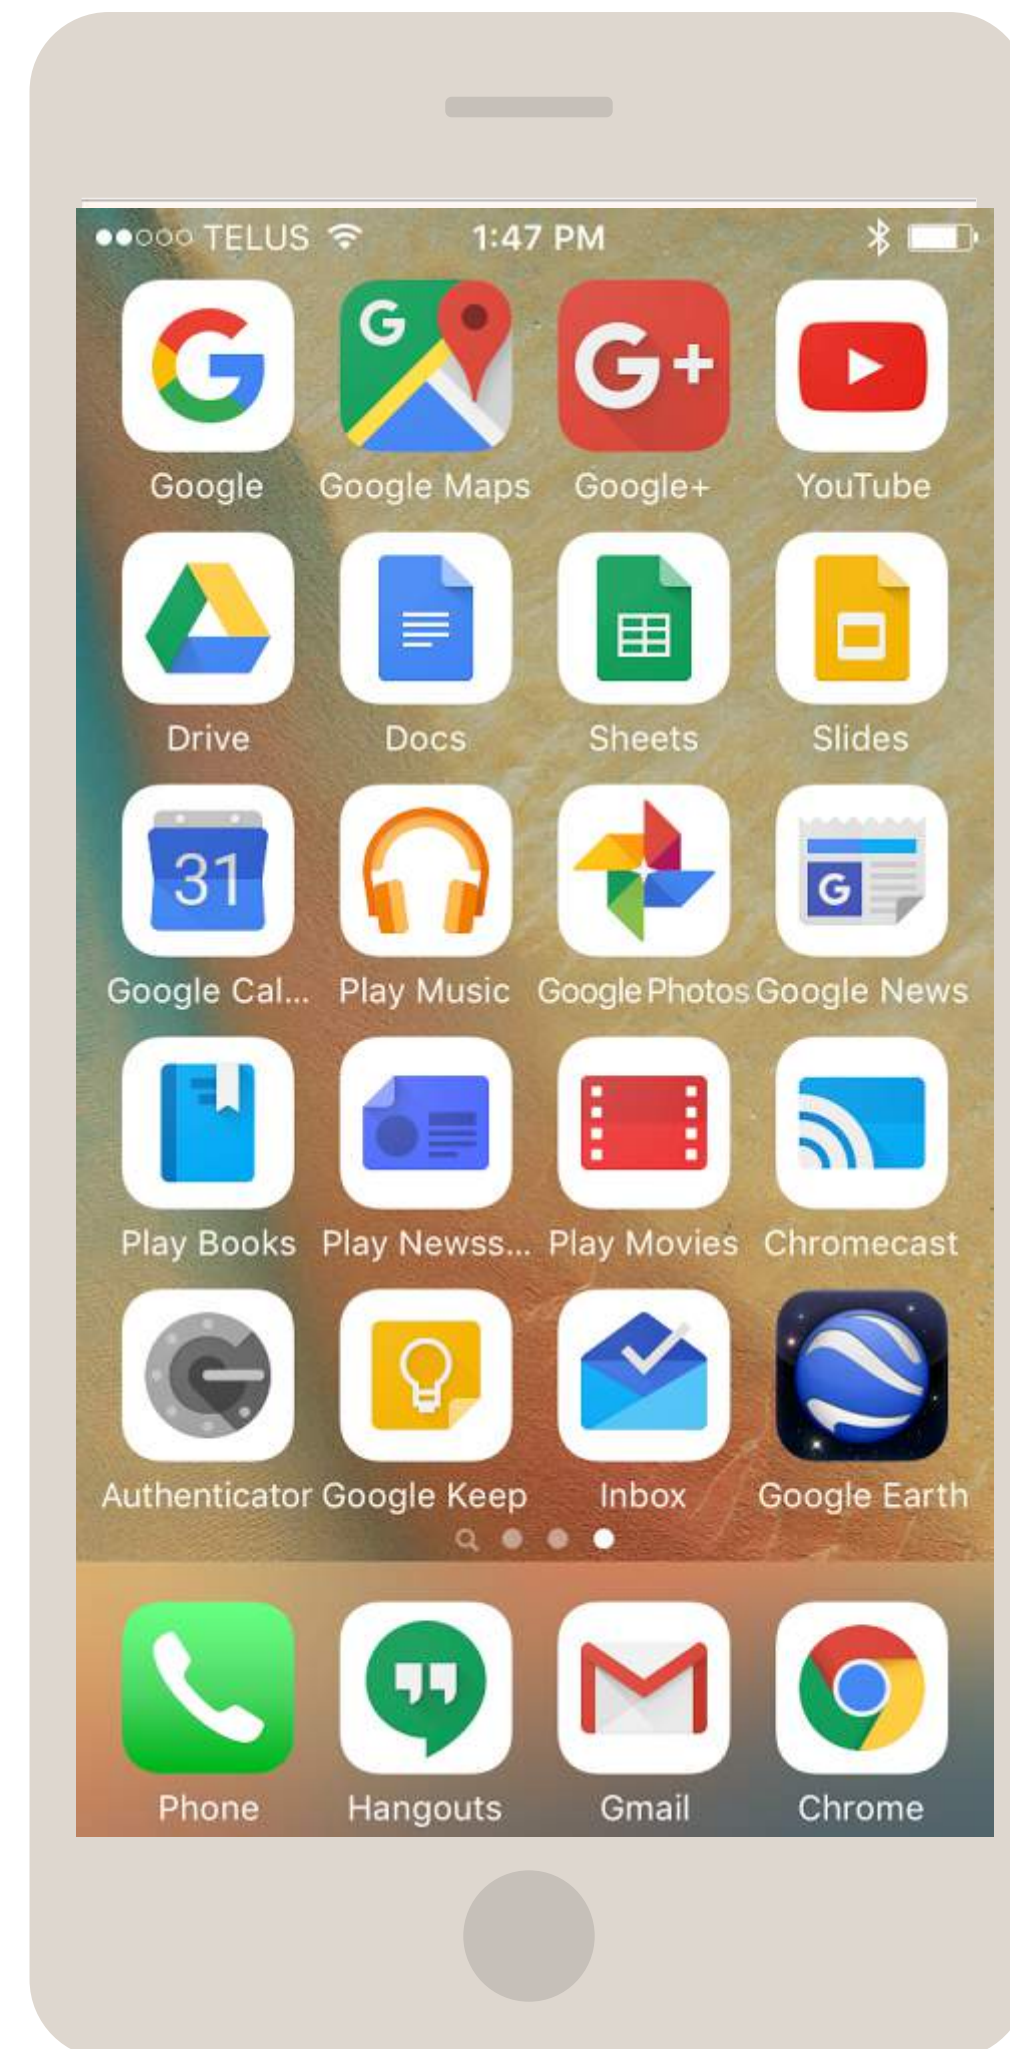 TELUS 1:47 PM
G G+
Google Google Maps Google+ YouTube
Drive Docs Sheets Slides
31 G
Google Cal... Play Music Google Photos Google News
Play Books Play Newss... Play Movies Chromecast
Authenticator Google Keep Inbox Google Earth
Phone Hangouts Gmail Chrome